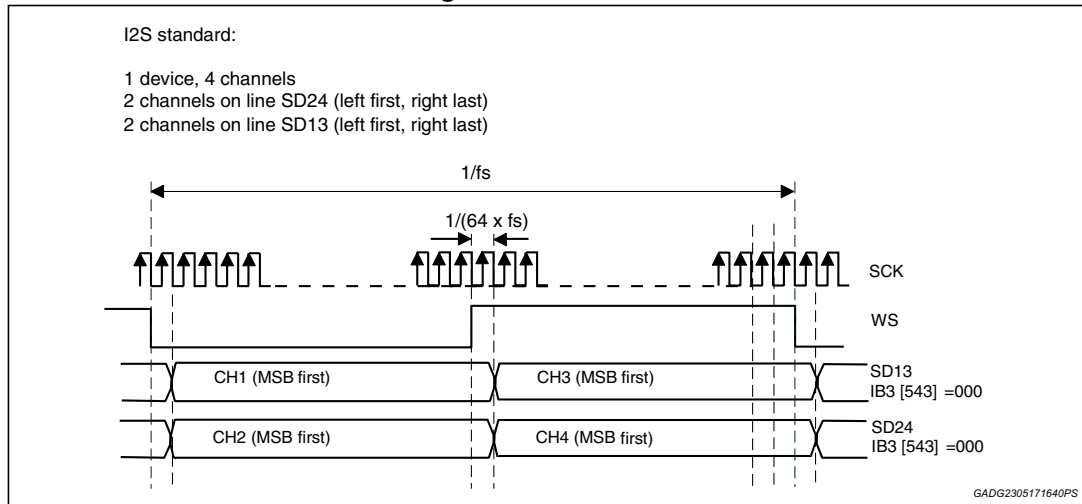 I2S standard:
1 device, 4 channels
2 channels on line SD24 (left first, right last)
2 channels on line SD13 (left first, right last)
1/fs
1/(64 x fs)
SCK
WS
CH1 (MSB first)
CH3 (MSB first)
SD13
IB3 [543] =000
CH2 (MSB first)
CH4 (MSB first)
SD24
IB3 [543] =000
GADG2305171640PS